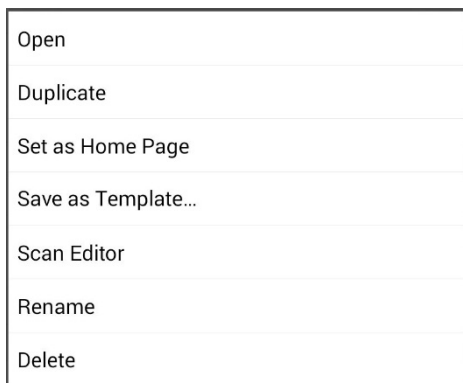 Open
Duplicate
Set as Home Page
Save as Template...
Scan Editor
Rename
Delete